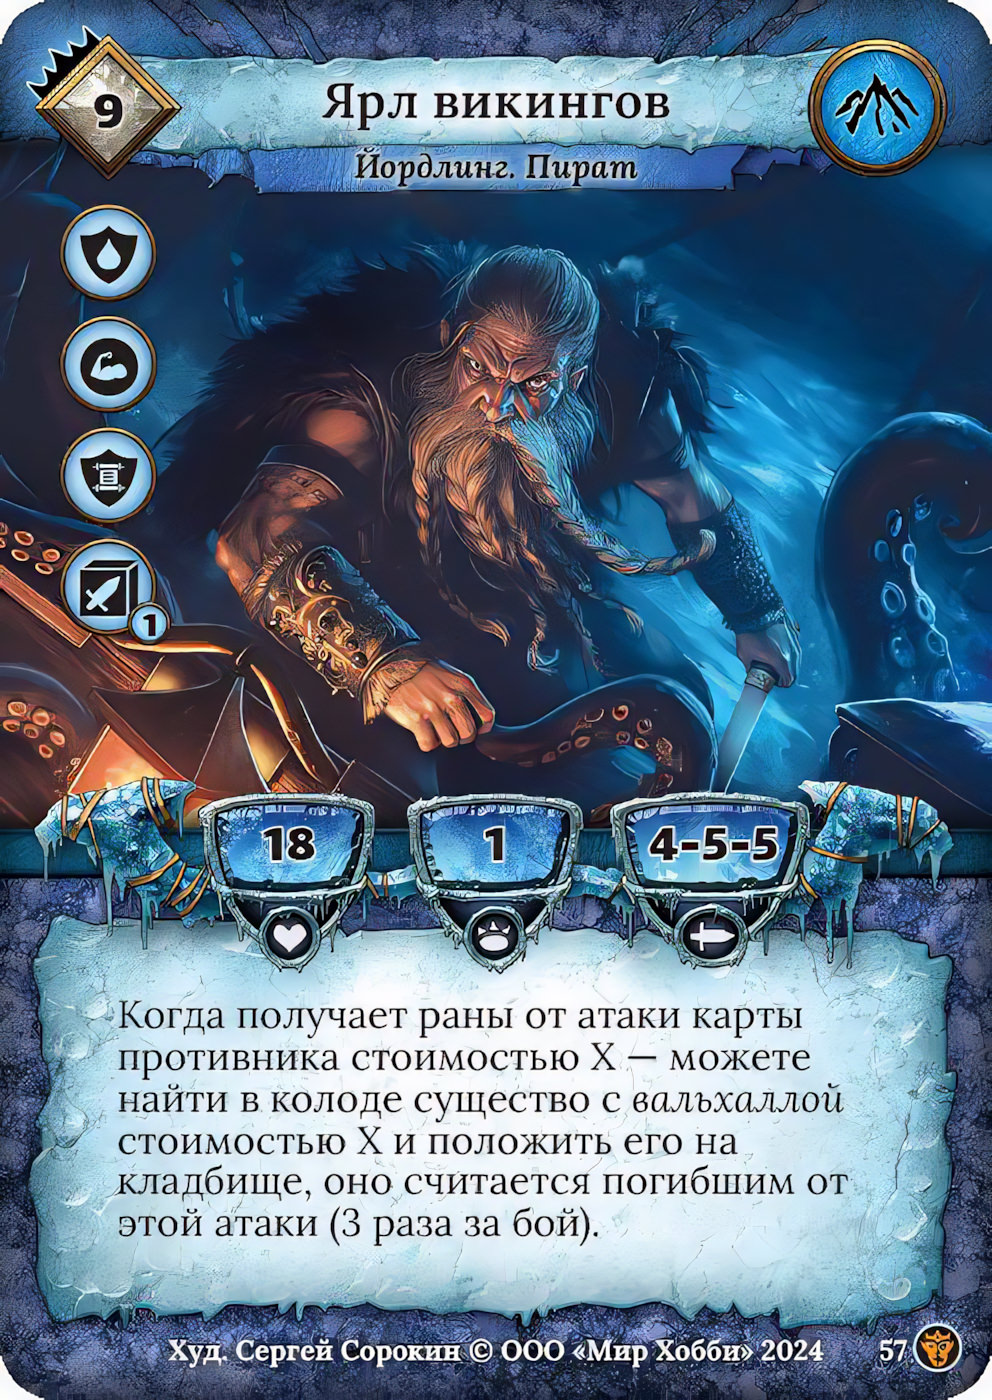 9
Ярл викингов
Йордлинг. Пират
1
18
1
4-5-5
Когда получает раны от атаки карты
противника стоимостью X — можете
найти в колоде существо с вальхаллой
стоимостью X и положить его на
кладбище, оно считается погибшим от
этой атаки (3 раза за бой).
Худ. Сергей Сорокин © ООО «Мир Хобби» 2024
57